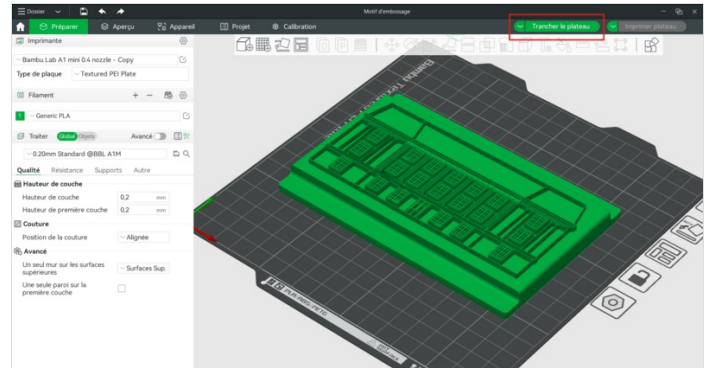 Dossier
Motif d'embossage
Préparer
Aperçu
Appareil
Projet
Calibration
Trancher le plateau
Imprimer plateau
Imprimante
Bambu Lab A1 mini 0.4 nozzle - Copy
Type de plaque
Textured PEI Plate
Filament
1
Generic PLA
Traiter
Global
Objets
Avancé
0.20mm Standard @BBL A1M
Qualité
Résistance
Supports
Autre
Hauteur de couche
Hauteur de couche
0,2
mm
Hauteur de première couche
0,2
mm
Couture
Position de la couture
Alignée
Avancé
Un seul mur sur les surfaces
supérieures
Surfaces Sup.
Une seule paroi sur la
première couche